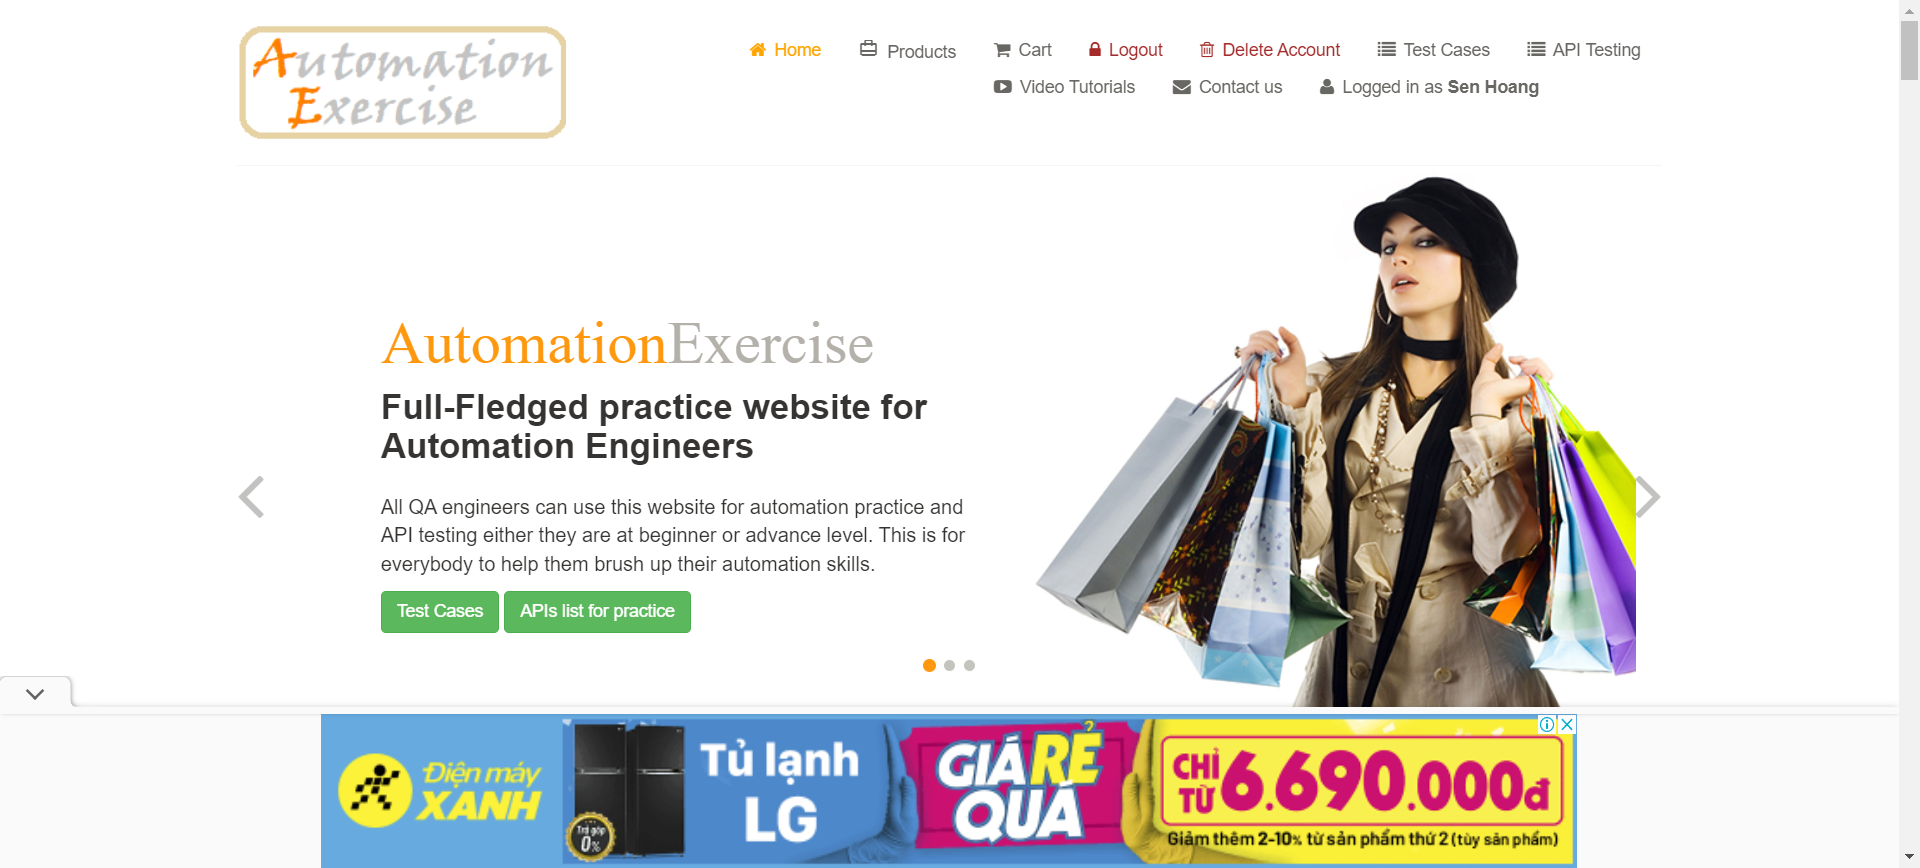 Automation
Exercise
Home Products Cart Logout Delete Account Test Cases API Testing
Video Tutorials Contact us Logged in as Sen Hoang
AutomationExercise
Full-Fledged practice website for
Automation Engineers
All QA engineers can use this website for automation practice and
API testing either they are at beginner or advance level. This is for
everybody to help them brush up their automation skills.
Test Cases APIs list for practice
Điện máy
XANH
Trả góp
0%
Tủ lạnh
LG
GIÁ RẺ
QUÁ
CHỈ
TỪ 6.690.000đ
Giảm thêm 2-10% từ sản phẩm thứ 2 (tùy sản phẩm)